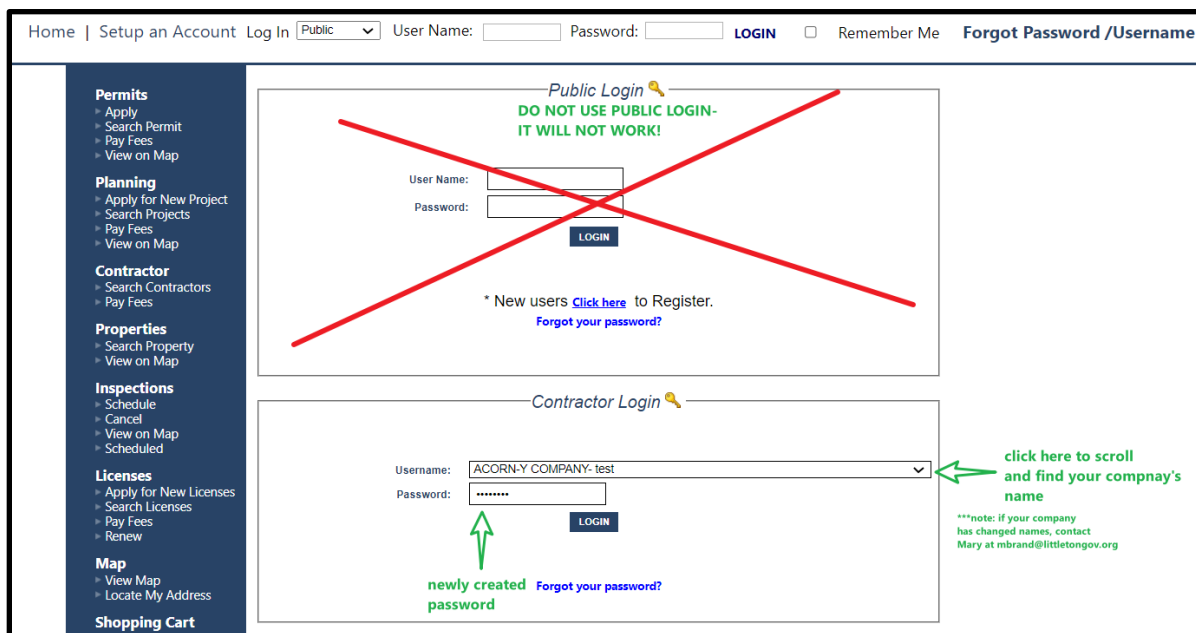 Home | Setup an Account Log In Public User Name: Password: LOGIN Remember Me Forgot Password /Username
Permits
Apply
Search Permit
Pay Fees
View on Map
Planning
Apply for New Project
Search Projects
Pay Fees
View on Map
Contractor
Search Contractors
Pay Fees
Properties
Search Property
View on Map
Inspections
Schedule
Cancel
View on Map
Scheduled
Licenses
Apply for New Licenses
Search Licenses
Pay Fees
Renew
Map
View Map
Locate My Address
Shopping Cart
Public Login
DO NOT USE PUBLIC LOGIN-
IT WILL NOT WORK!
User Name:
Password:
LOGIN
* New users Click here to Register.
Forgot your password?
Contractor Login
Username: ACORN-Y COMPANY- test
Password: ••••••••
LOGIN
newly created
password
Forgot your password?
click here to scroll
and find your compnay's
name
***note: if your company
has changed names, contact
Mary at mbrand@littletongov.org